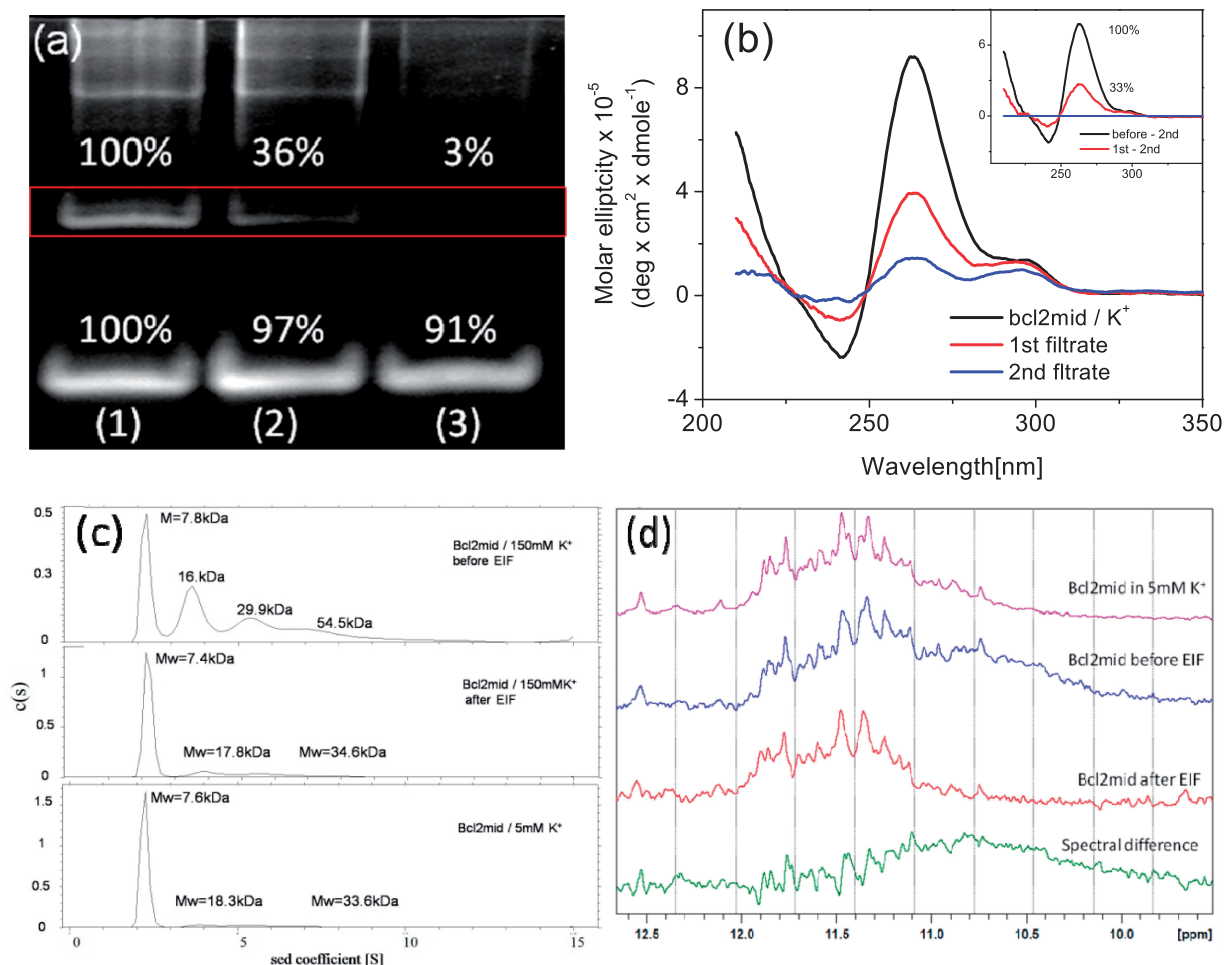 (a)
100% 36% 3%
100% 97% 91%
(1) (2) (3)
(b)
Molar elliptcity x 10-5
(deg x cm2 x dmole-1)
8
4
0
-4
200 250 300 350
Wavelength[nm]
bcl2mid / K+
1st filtrate
2nd fltrate
6
0
100%
33%
before - 2nd
1st - 2nd
250 300
(c)
c(s)
0.5
0.3
0
M=7.8kDa
16.kDa
29.9kDa
54.5kDa
Bcl2mid / 150mM K+
before EIF
1
0.5
0
Mw=7.4kDa
Mw=17.8kDa Mw=34.6kDa
Bcl2mid / 150mMK+
after EIF
1.5
1
0.5
0
Mw=7.6kDa
Mw=18.3kDa Mw=33.6kDa
Bcl2mid / 5mM K+
0 5 10 15
sed coefficient [S]
(d)
Bcl2mid in 5mM K+
Bcl2mid before EIF
Bcl2mid after EIF
Spectral difference
12.5 12.0 11.5 11.0 10.5 10.0 [ppm]